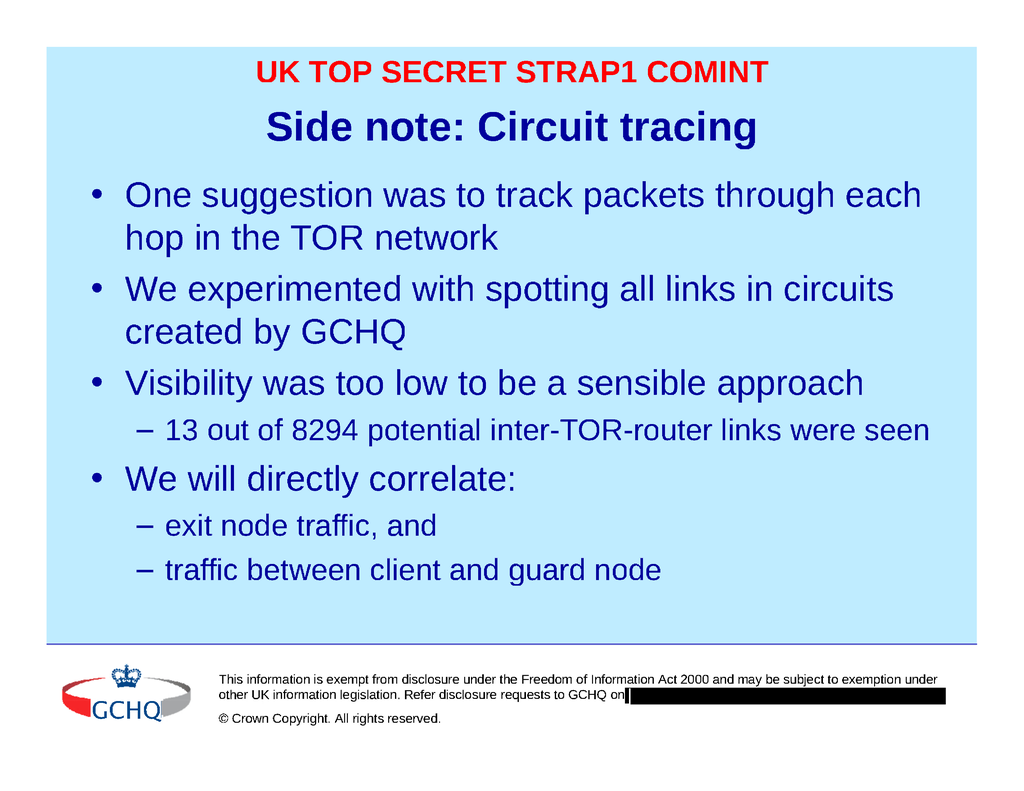 UK TOP SECRET STRAP1 COMINT
Side note: Circuit tracing
• One suggestion was to track packets through each
hop in the TOR network
• We experimented with spotting all links in circuits
created by GCHQ
• Visibility was too low to be a sensible approach
– 13 out of 8294 potential inter-TOR-router links were seen
• We will directly correlate:
– exit node traffic, and
– traffic between client and guard node
GCHQ
This information is exempt from disclosure under the Freedom of Information Act 2000 and may be subject to exemption under
other UK information legislation. Refer disclosure requests to GCHQ on
© Crown Copyright. All rights reserved.